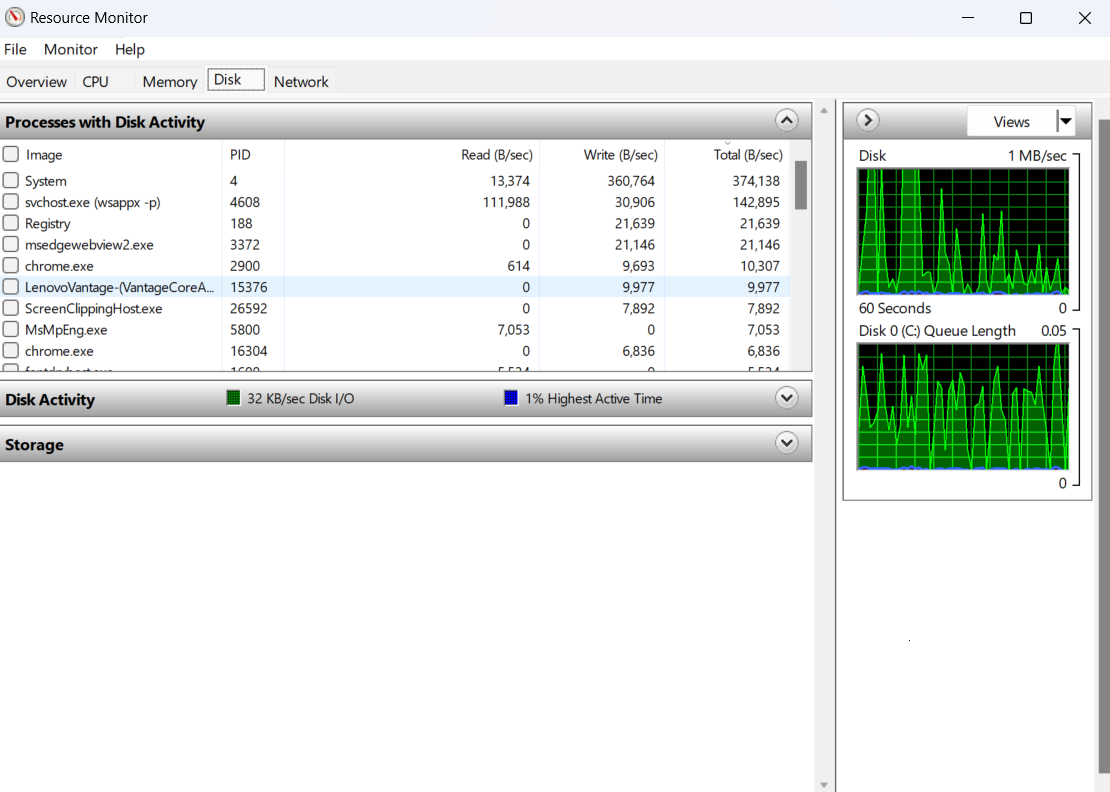 Resource Monitor
File Monitor Help
Overview CPU Memory Disk Network
Processes with Disk Activity
Image PID Read (B/sec) Write (B/sec) Total (B/sec)
System 4 13,374 360,764 374,138
svchost.exe (wsappx -p) 4608 111,988 30,906 142,895
Registry 188 0 21,639 21,639
msedgewebview2.exe 3372 0 21,146 21,146
chrome.exe 2900 614 9,693 10,307
LenovoVantage-(VantageCoreA... 15376 0 9,977 9,977
ScreenClippingHost.exe 26592 0 7,892 7,892
MsMpEng.exe 5800 7,053 0 7,053
chrome.exe 16304 0 6,836 6,836
Disk Activity 32 KB/sec Disk I/O 1% Highest Active Time
Storage
Views
Disk 1 MB/sec
60 Seconds 0
Disk 0 (C:) Queue Length 0.05
0